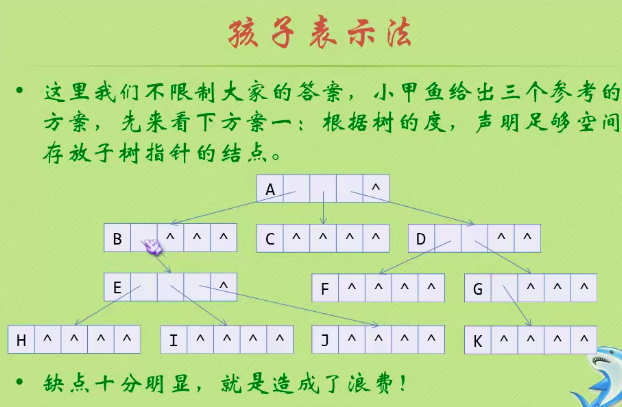 孩子表示法
• 这里我们不限制大家的答案，小甲鱼给出三个参考的
方案，先来看下方案一：根据树的度，声明足够空间
存放子树指针的结点。
A ^
B ^ ^ ^
C ^ ^ ^ ^
D ^ ^
E ^
F ^ ^ ^ ^
G ^ ^ ^
H ^ ^ ^ ^
I ^ ^ ^ ^
J ^ ^ ^ ^
K ^ ^ ^ ^
• 缺点十分明显，就是造成了浪费！